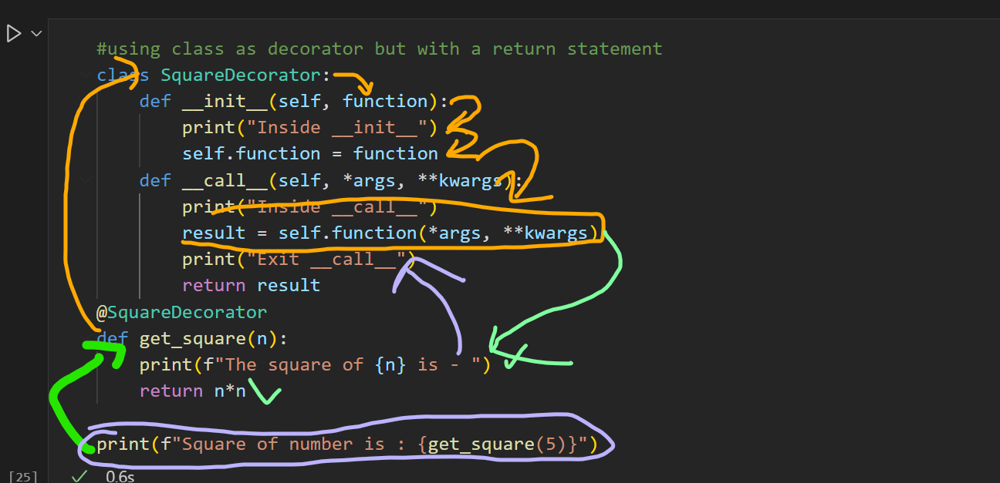 #using class as decorator but with a return statement
class SquareDecorator:
    def __init__(self, function):
        print("Inside __init__")
        self.function = function
    def __call__(self, *args, **kwargs):
        print("Inside __call__")
        result = self.function(*args, **kwargs)
        print("Exit __call__")
        return result
@SquareDecorator
def get_square(n):
    print(f"The square of {n} is - ")
    return n*n
print(f"Square of number is : {get_square(5)}")
[25] 0.6s